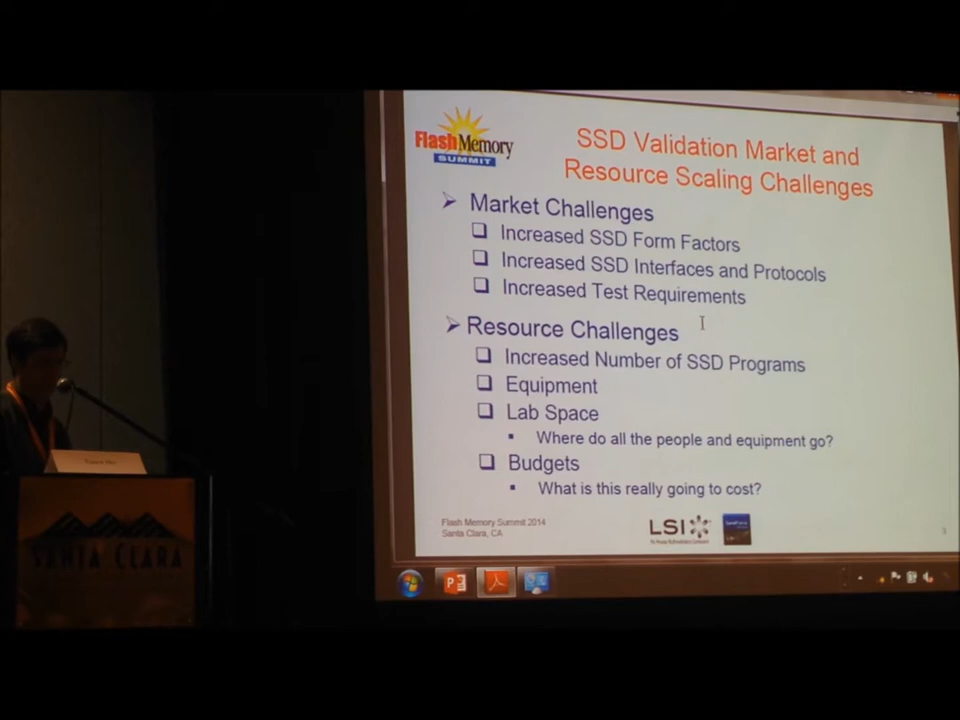 FlashMemory
SUMMIT
SSD Validation Market and
Resource Scaling Challenges
Market Challenges
Increased SSD Form Factors
Increased SSD Interfaces and Protocols
Increased Test Requirements
Resource Challenges
Increased Number of SSD Programs
Equipment
Lab Space
Where do all the people and equipment go?
Budgets
What is this really going to cost?
Flash Memory Summit 2014
Santa Clara, CA
LSI
3
SANTA CLARA